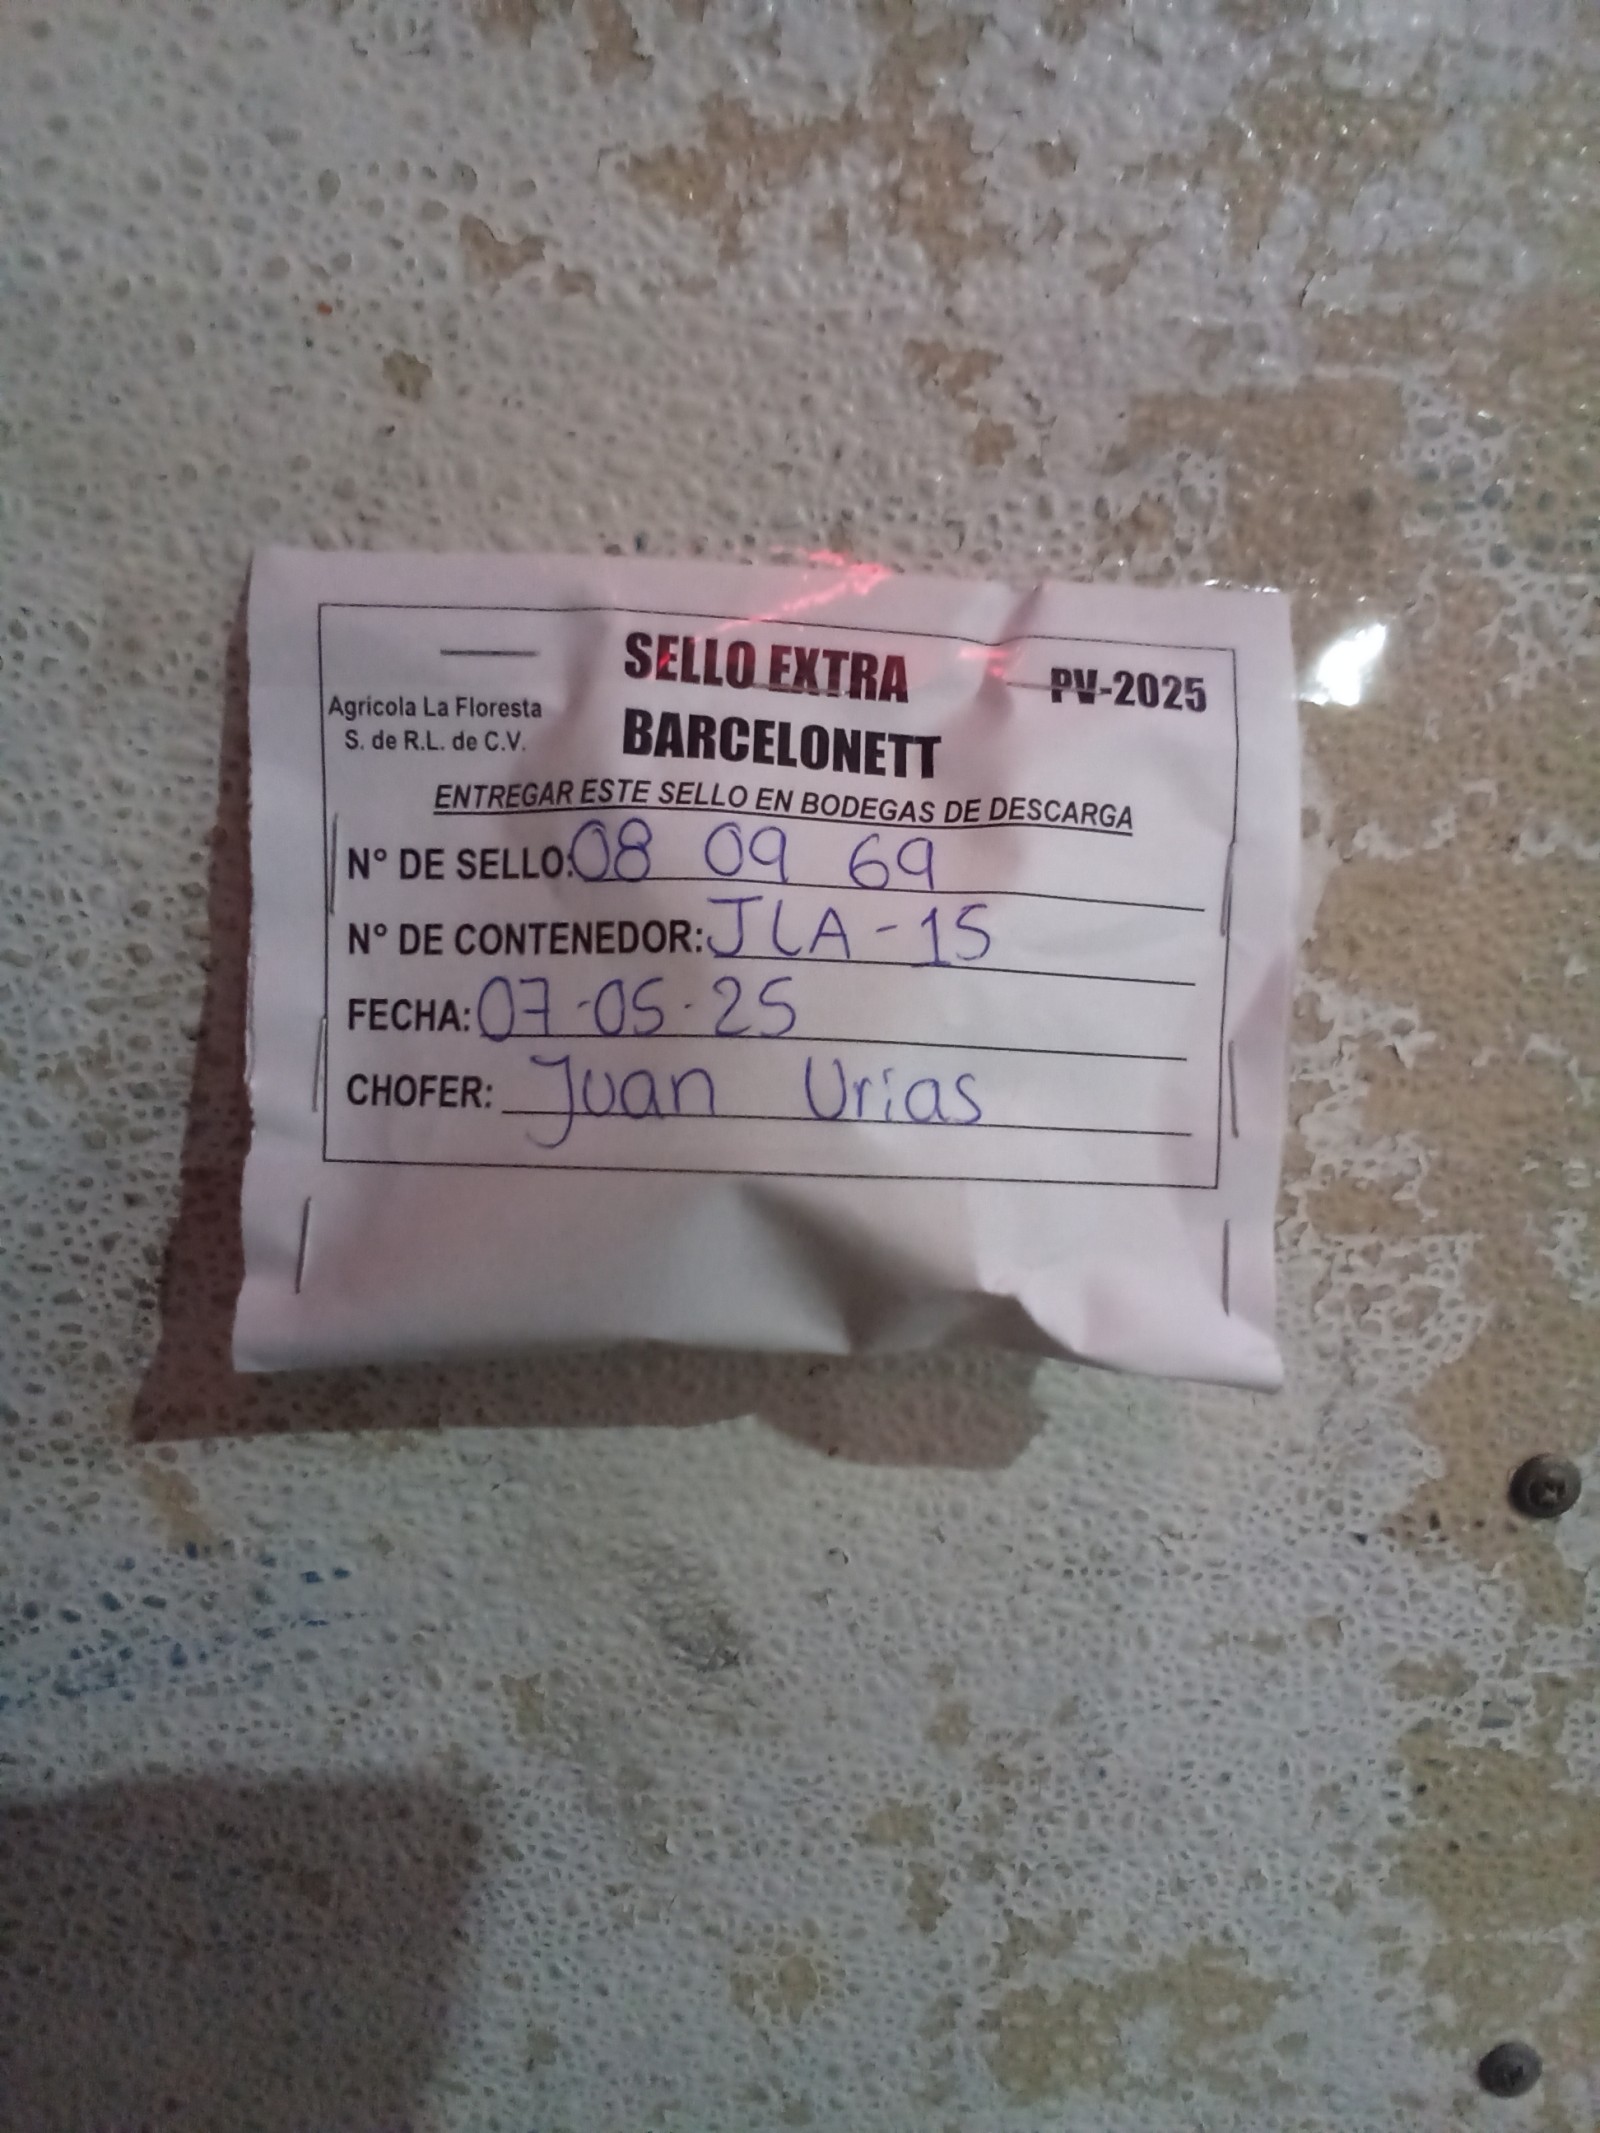 SELLO EXTRA
PV-2025
BARCELONETT
Agricola La Floresta
S. de R.L. de C.V.
ENTREGAR ESTE SELLO EN BODEGAS DE DESCARGA
N° DE SELLO: 08 09 69
N° DE CONTENEDOR: JLA-15
FECHA: 07-05-25
CHOFER: Juan Urias